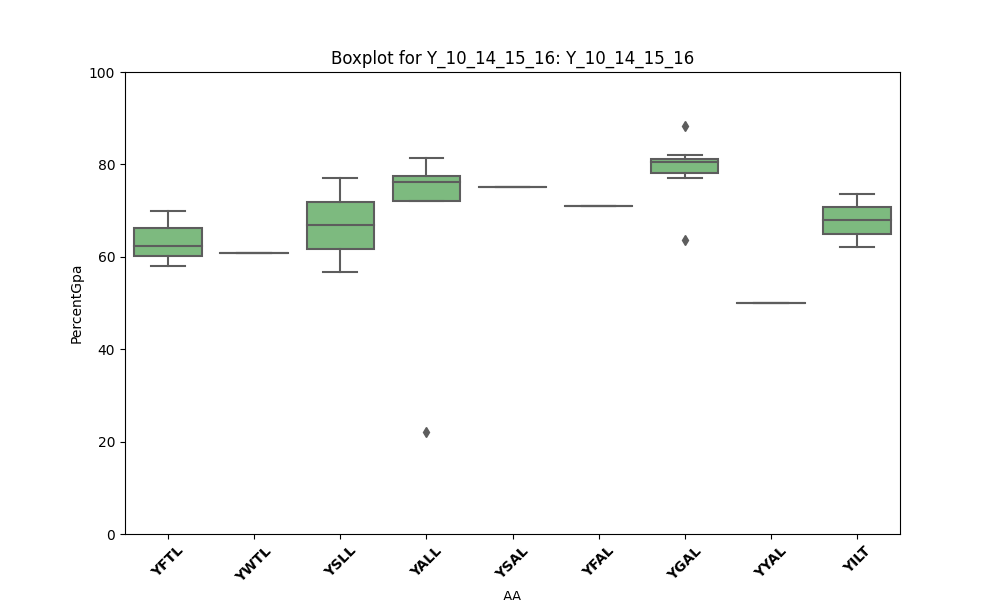 Boxplot for Y_10_14_15_16: Y_10_14_15_16
100
80
60
40
20
0
PercentGpa
YFTL YWTL YSLL YALL YSAL YFAL YGAL YYAL YILT
AA